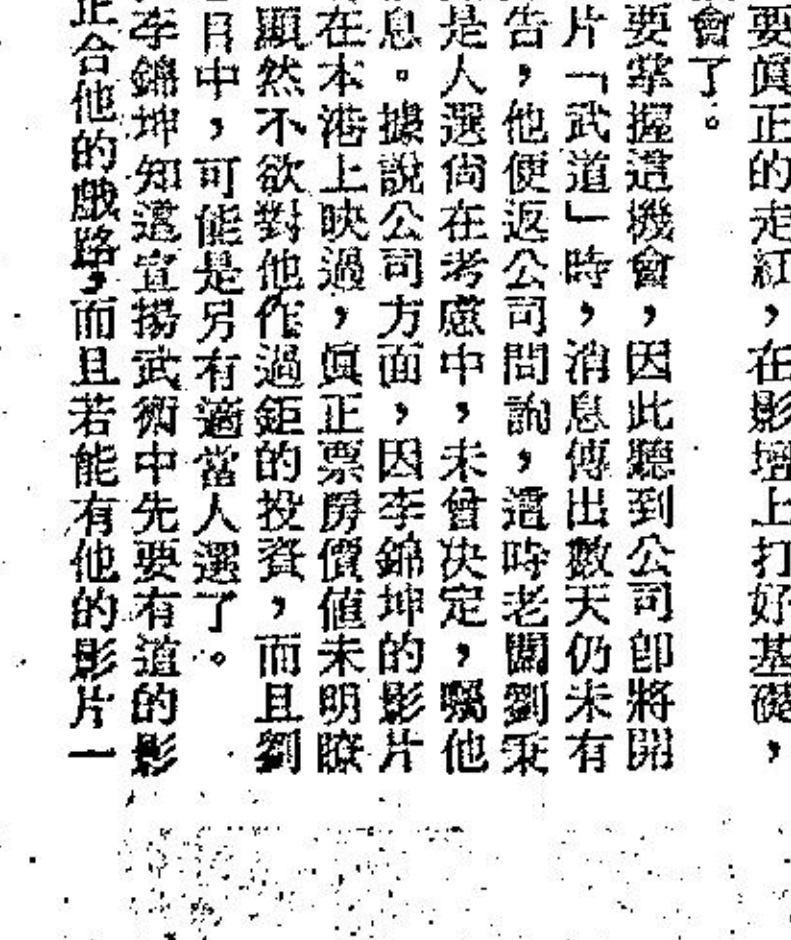 要眞正的走紅,在影壇上打好基礎,
會了。
要掌握這機會,因此聽到公司卽將開
片「武道」時,消息傳出數天仍未有
告,他便返公司問詢,這時老闆劉秉
是人選尙在考慮中,未曾决定,囑他
息。據說公司方面,因李錦坤的影片
在本港上映過,眞正票房價值未明瞭
顯然不欲對他作過鉅的投資,而且劉
目中,可能是另有適當人選了。
李錦坤知這宣揚武術中先要有道的影
正合他的戲路,而且若能有他的影片一